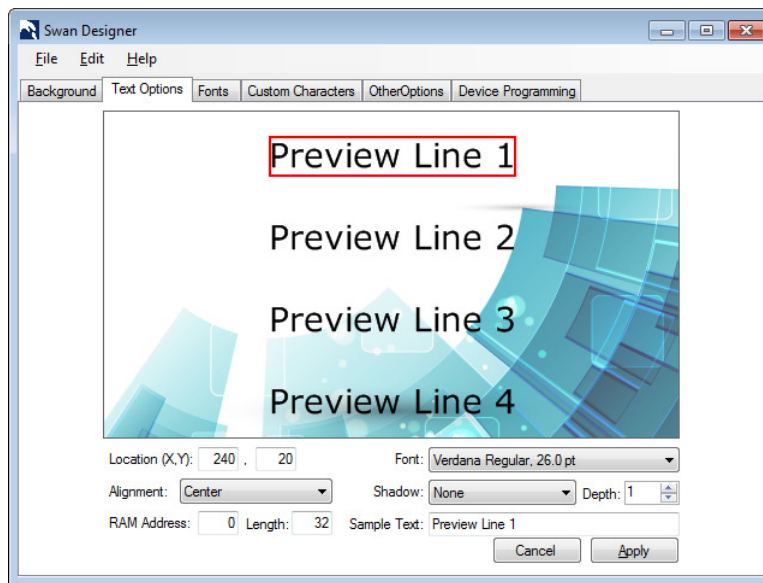 Swan Designer
File Edit Help
Background Text Options Fonts Custom Characters OtherOptions Device Programming
Preview Line 1
Preview Line 2
Preview Line 3
Preview Line 4
Location (X,Y): 240 , 20 Font: Verdana Regular, 26.0 pt
Alignment: Center Shadow: None Depth: 1
RAM Address: 0 Length: 32 Sample Text: Preview Line 1
Cancel Apply